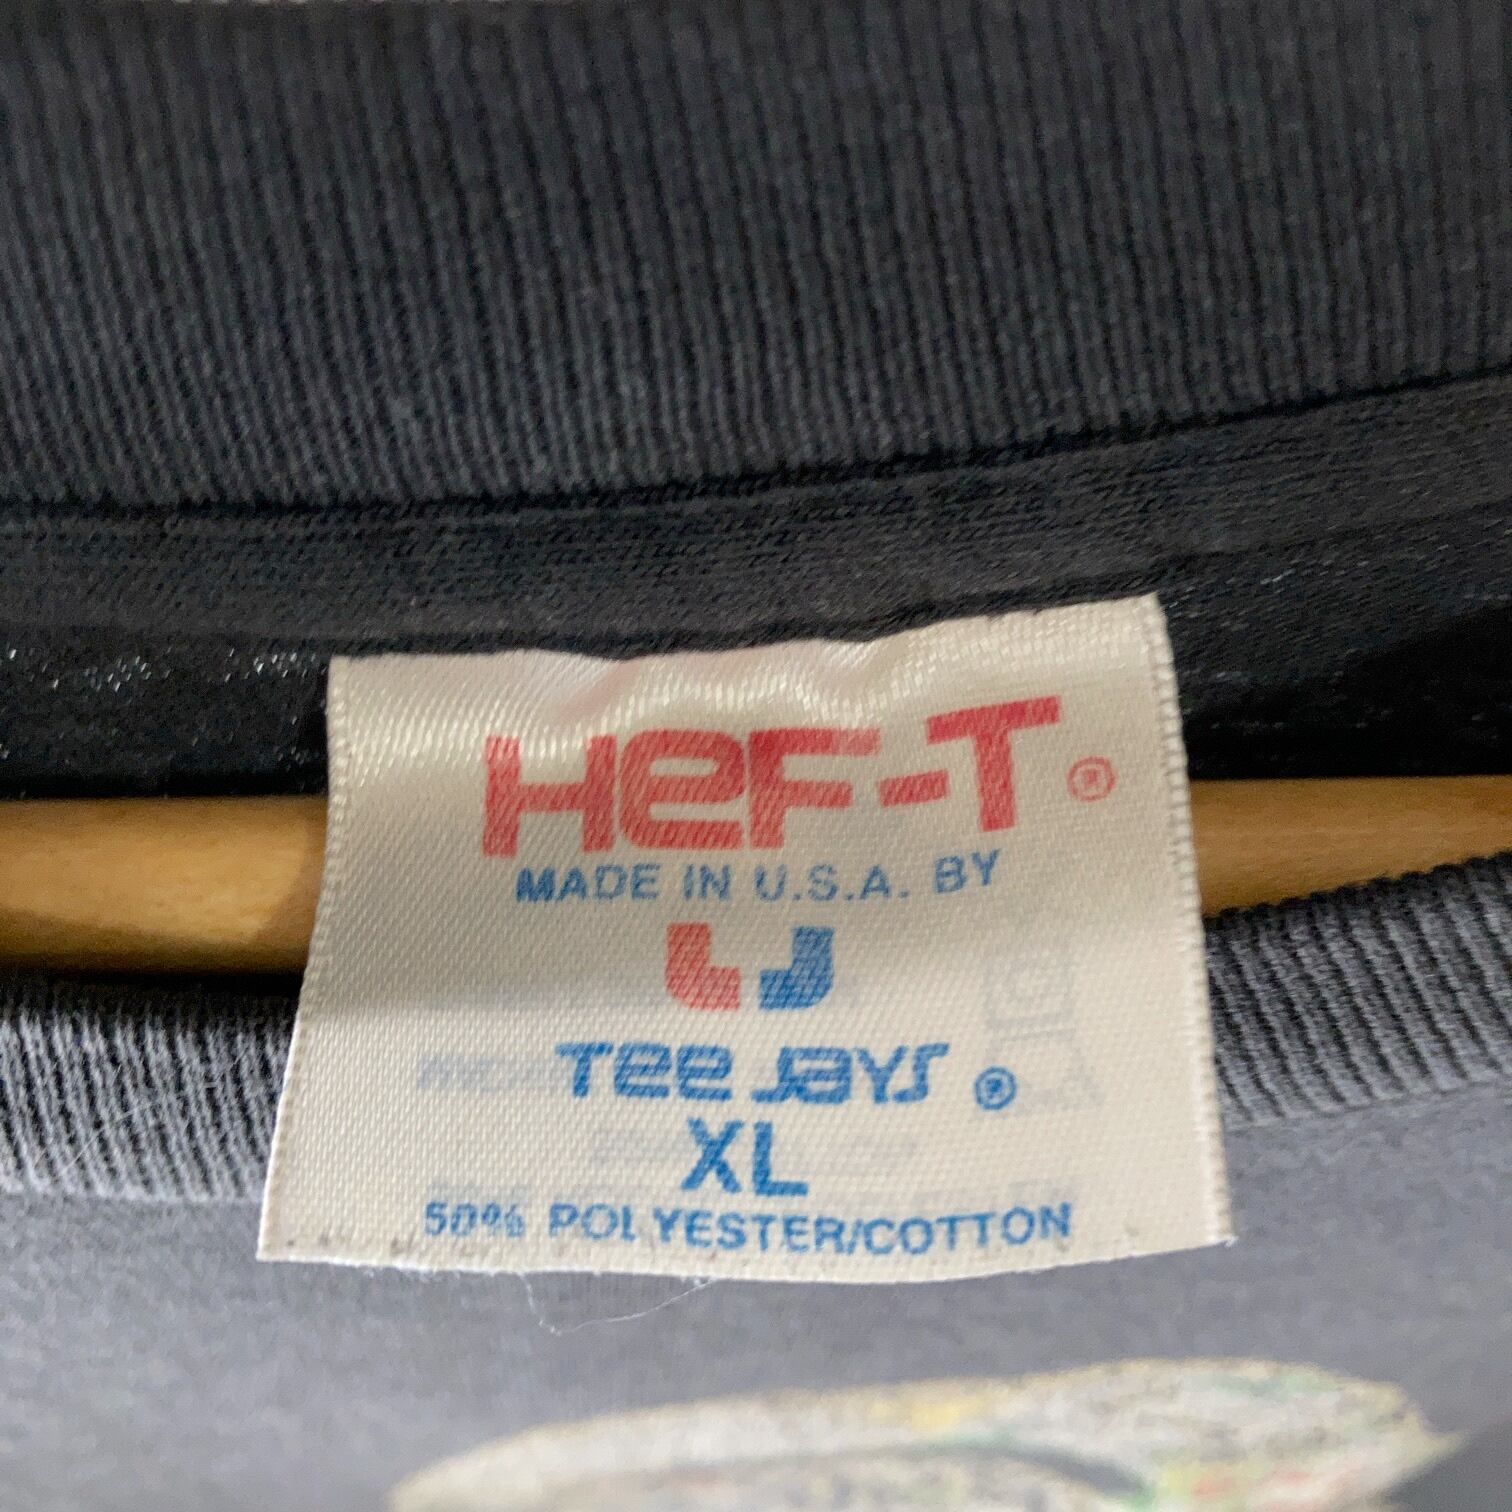 HeF-T®
MADE IN U.S.A. BY
Tee Jays ®
XL
50% POLYESTER/COTTON